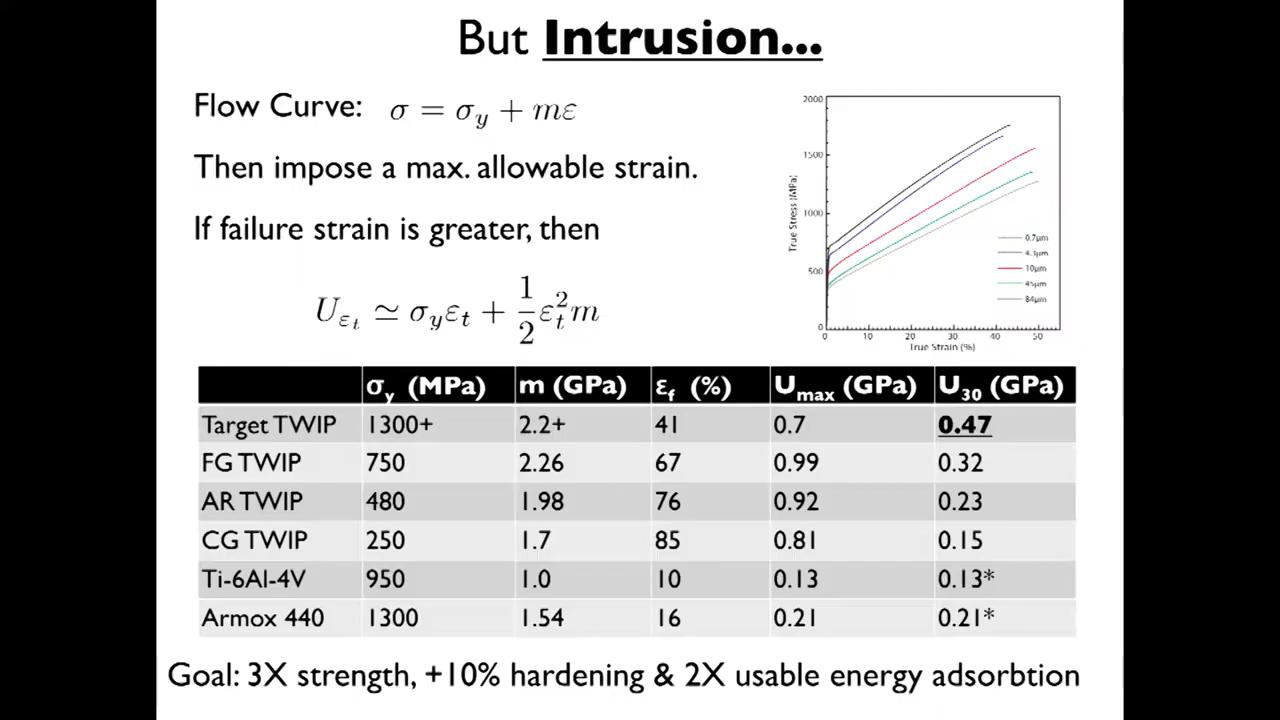 But Intrusion...
Flow Curve: σ = σy + mε
Then impose a max. allowable strain.
If failure strain is greater, then
Uεt ≃ σyεt + 1/2 εt²m
2000
1500
1000
500
0
True Stress (MPa)
0.7μm
4.3μm
10μm
45μm
84μm
0 10 20 30 40 50
True Strain (%)
σy (MPa) m (GPa) εf (%) Umax (GPa) U30 (GPa)
Target TWIP 1300+ 2.2+ 41 0.7 0.47
FG TWIP 750 2.26 67 0.99 0.32
AR TWIP 480 1.98 76 0.92 0.23
CG TWIP 250 1.7 85 0.81 0.15
Ti-6Al-4V 950 1.0 10 0.13 0.13*
Armox 440 1300 1.54 16 0.21 0.21*
Goal: 3X strength, +10% hardening & 2X usable energy adsorbtion